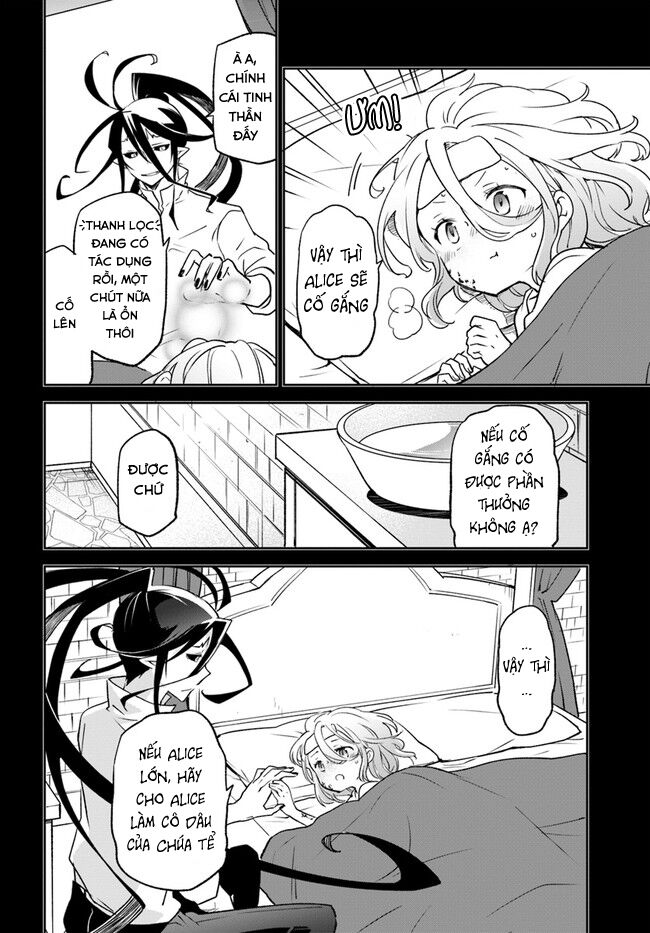 ƯM!
VẬY THÌ
ALICE SẼ
CỐ GẮNG
À A,
CHÍNH
CÁI TINH
THẦN
ĐẤY
THANH LỌC
ĐANG CÓ
TÁC DỤNG
RỒI, MỘT
CHÚT NỮA
LÀ ỔN
THÔI
CỐ
LÊN
NẾU CỐ
GẮNG CÓ
ĐƯỢC PHẦN
THƯỞNG
KHÔNG Ạ?
ĐƯỢC
CHỨ
...
VẬY THÌ
...
NẾU ALICE
LỚN, HÃY
CHO ALICE
LÀM CÔ DÂU
CỦA CHÚA TỂ